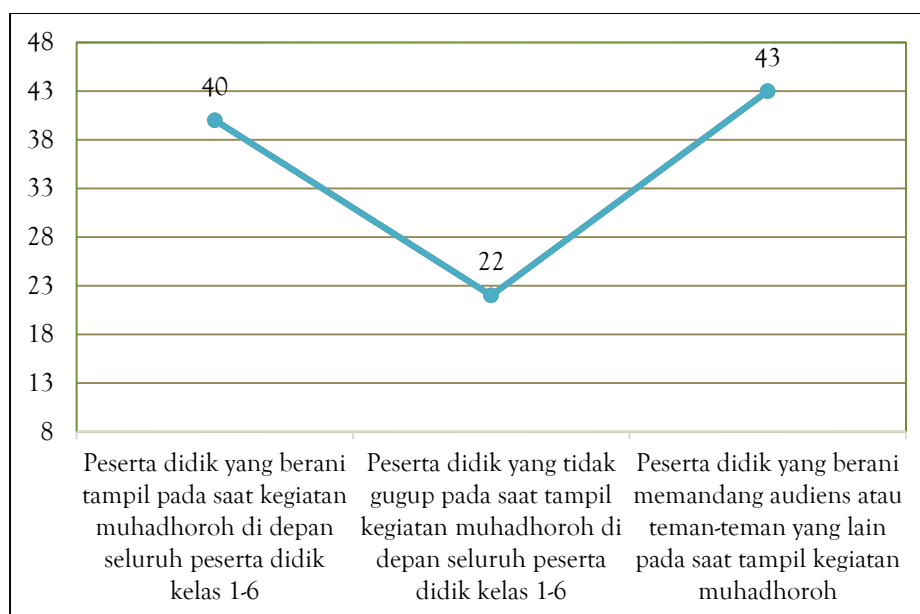 48
43
38
33
28
23
18
13
8
40
22
43
Peserta didik yang berani
tampil pada saat kegiatan
muhadhoroh di depan
seluruh peserta didik
kelas 1-6
Peserta didik yang tidak
gugup pada saat tampil
kegiatan muhadhoroh di
depan seluruh peserta
didik kelas 1-6
Peserta didik yang berani
memandang audiens atau
teman-teman yang lain
pada saat tampil kegiatan
muhadhoroh